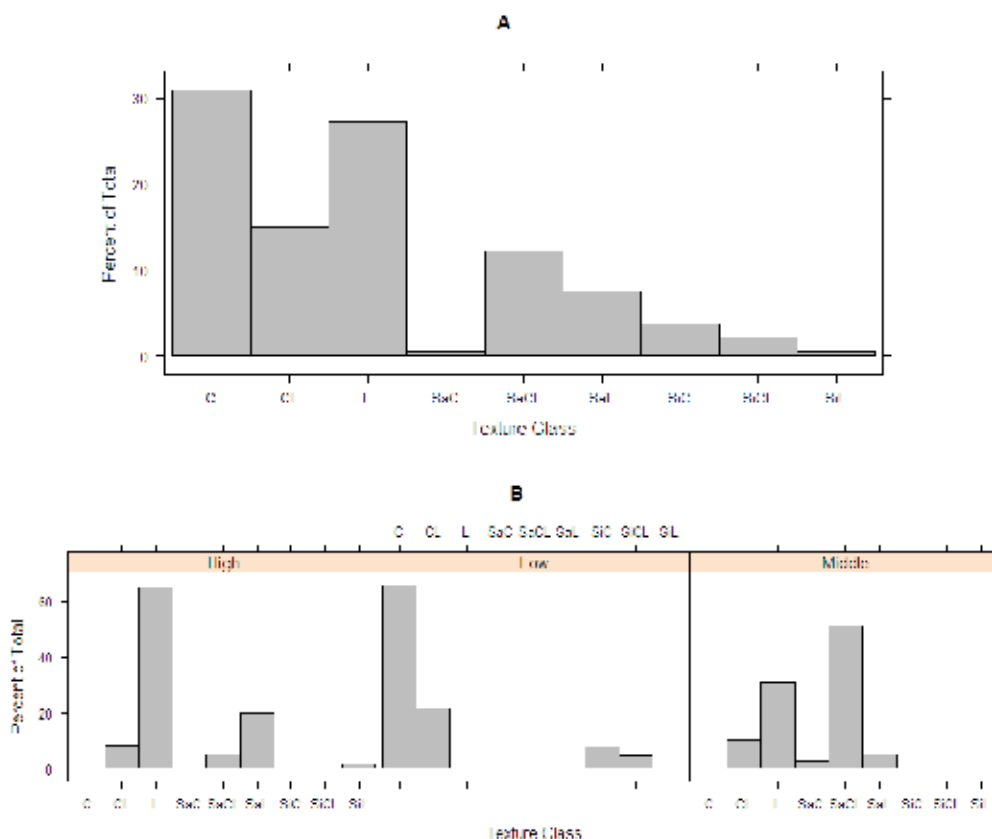 A
30
20
10
0
Percent of Total
C CL L SaC SaCL SaL SiC SiCL SiL
Texture Class
B
C CL L SaC SaCL SaL SiC SiCL SiL
High Low Middle
60
40
20
0
Percent of Total
C CL L SaC SaCL SaL SiC SiCL SiL C CL L SaC SaCL SaL SiC SiCL SiL
Texture Class